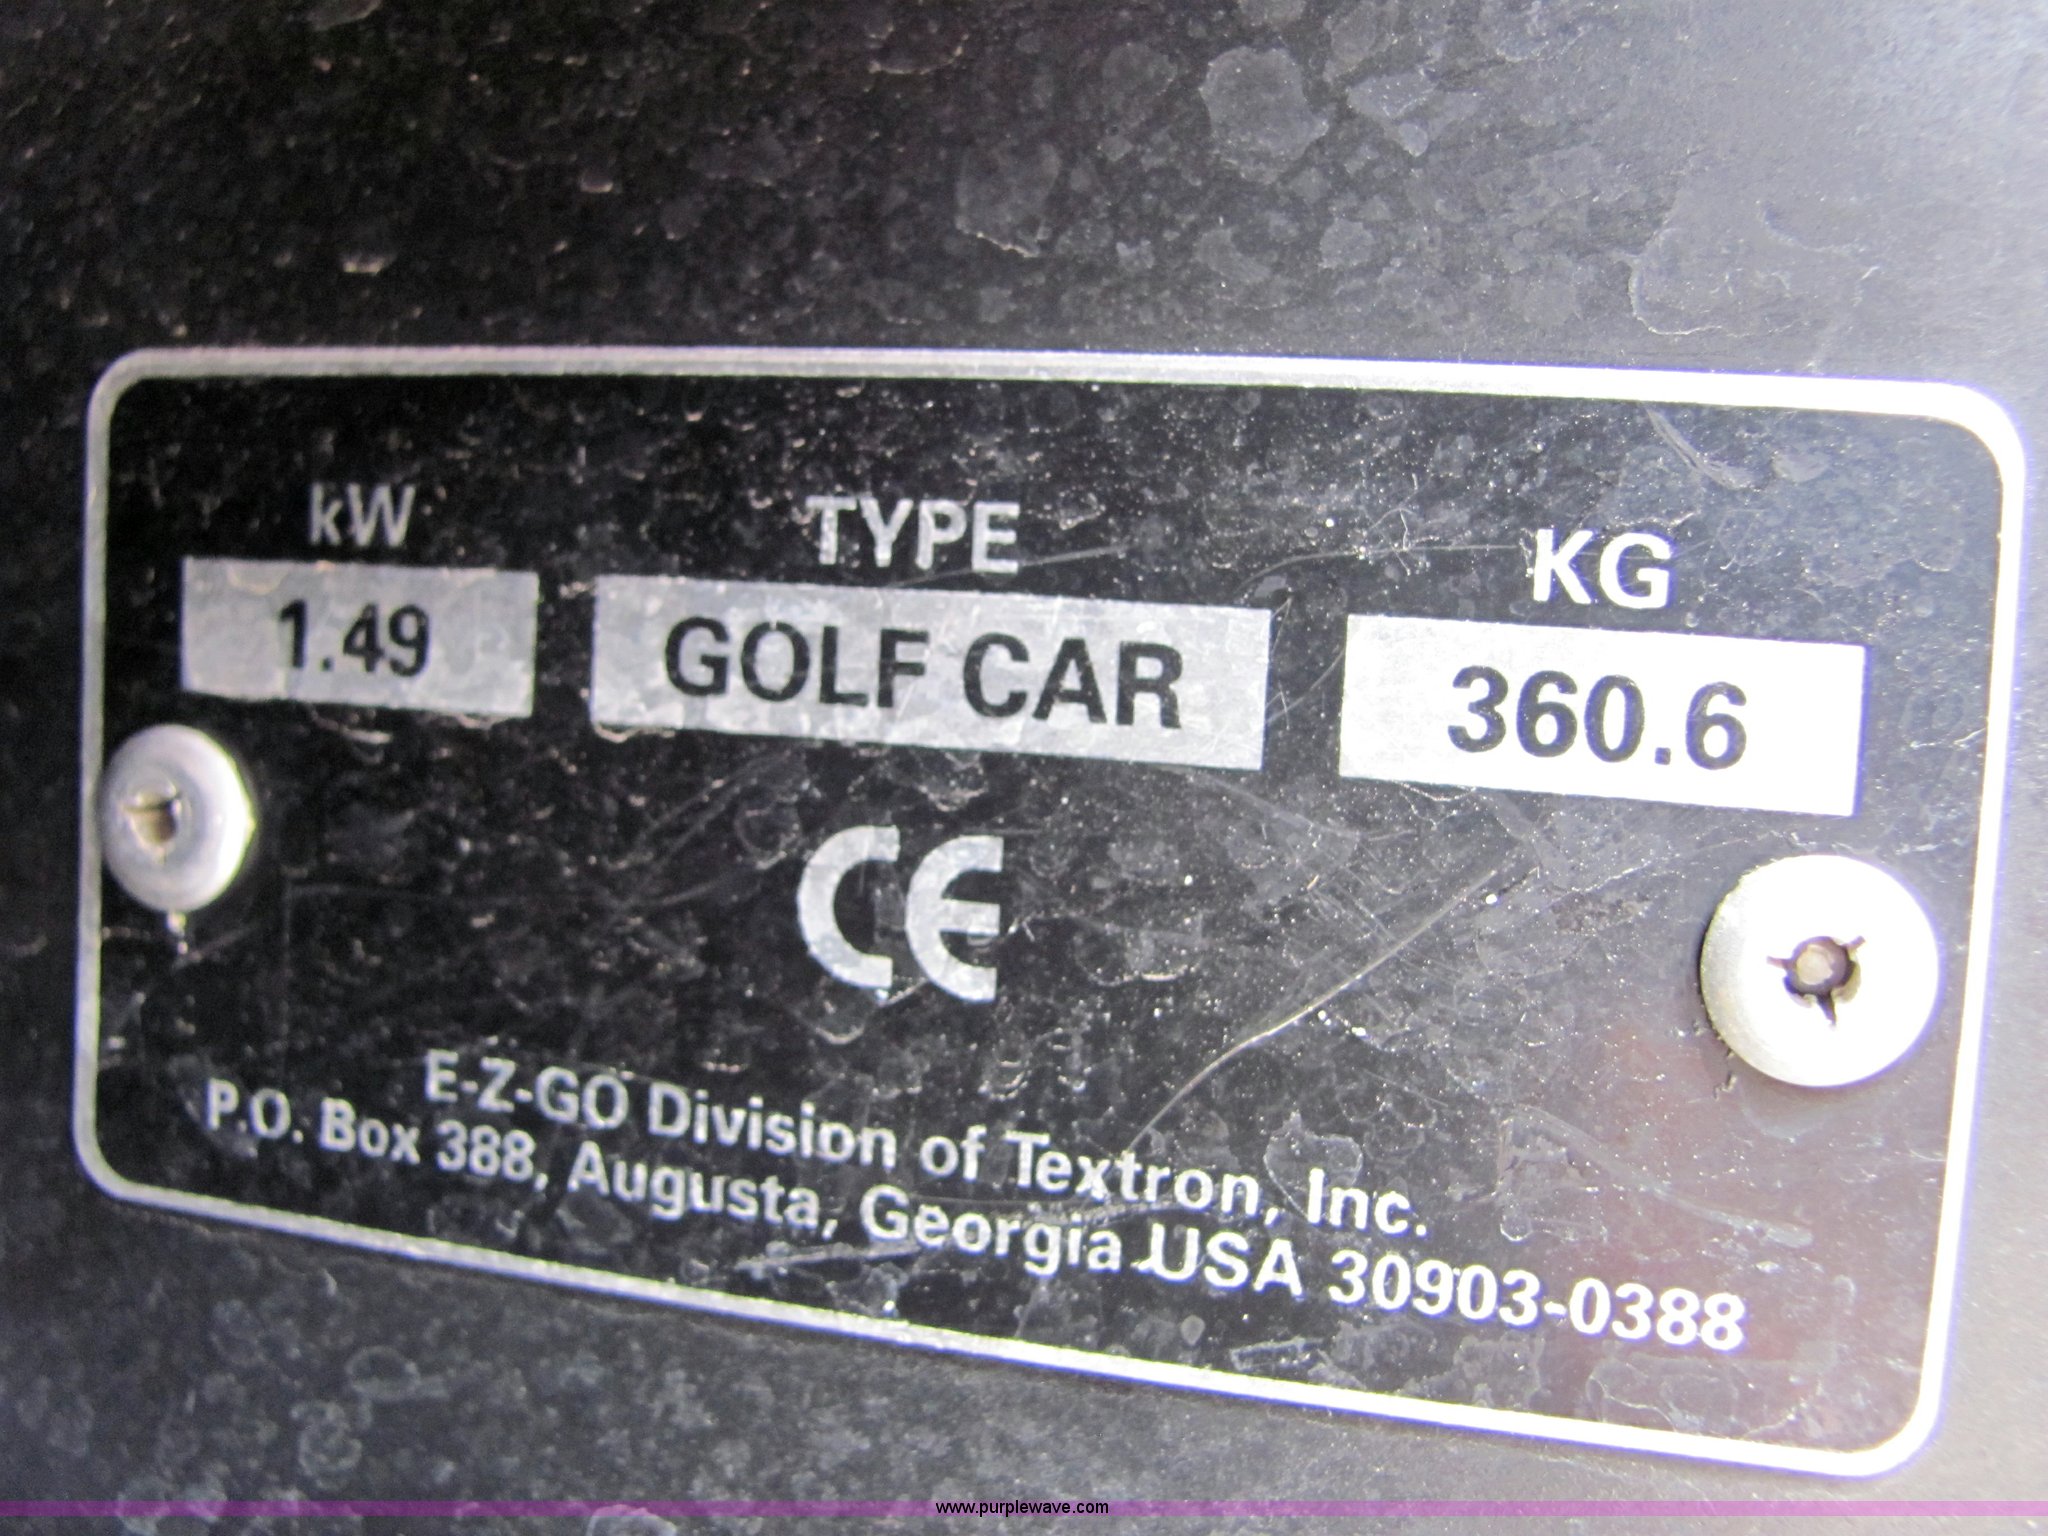 kW TYPE KG
1.49 GOLF CAR 360.6
CE
E-Z-GO Division of Textron, Inc.
P.O. Box 388, Augusta, Georgia USA 30903-0388
www.purplewave.com